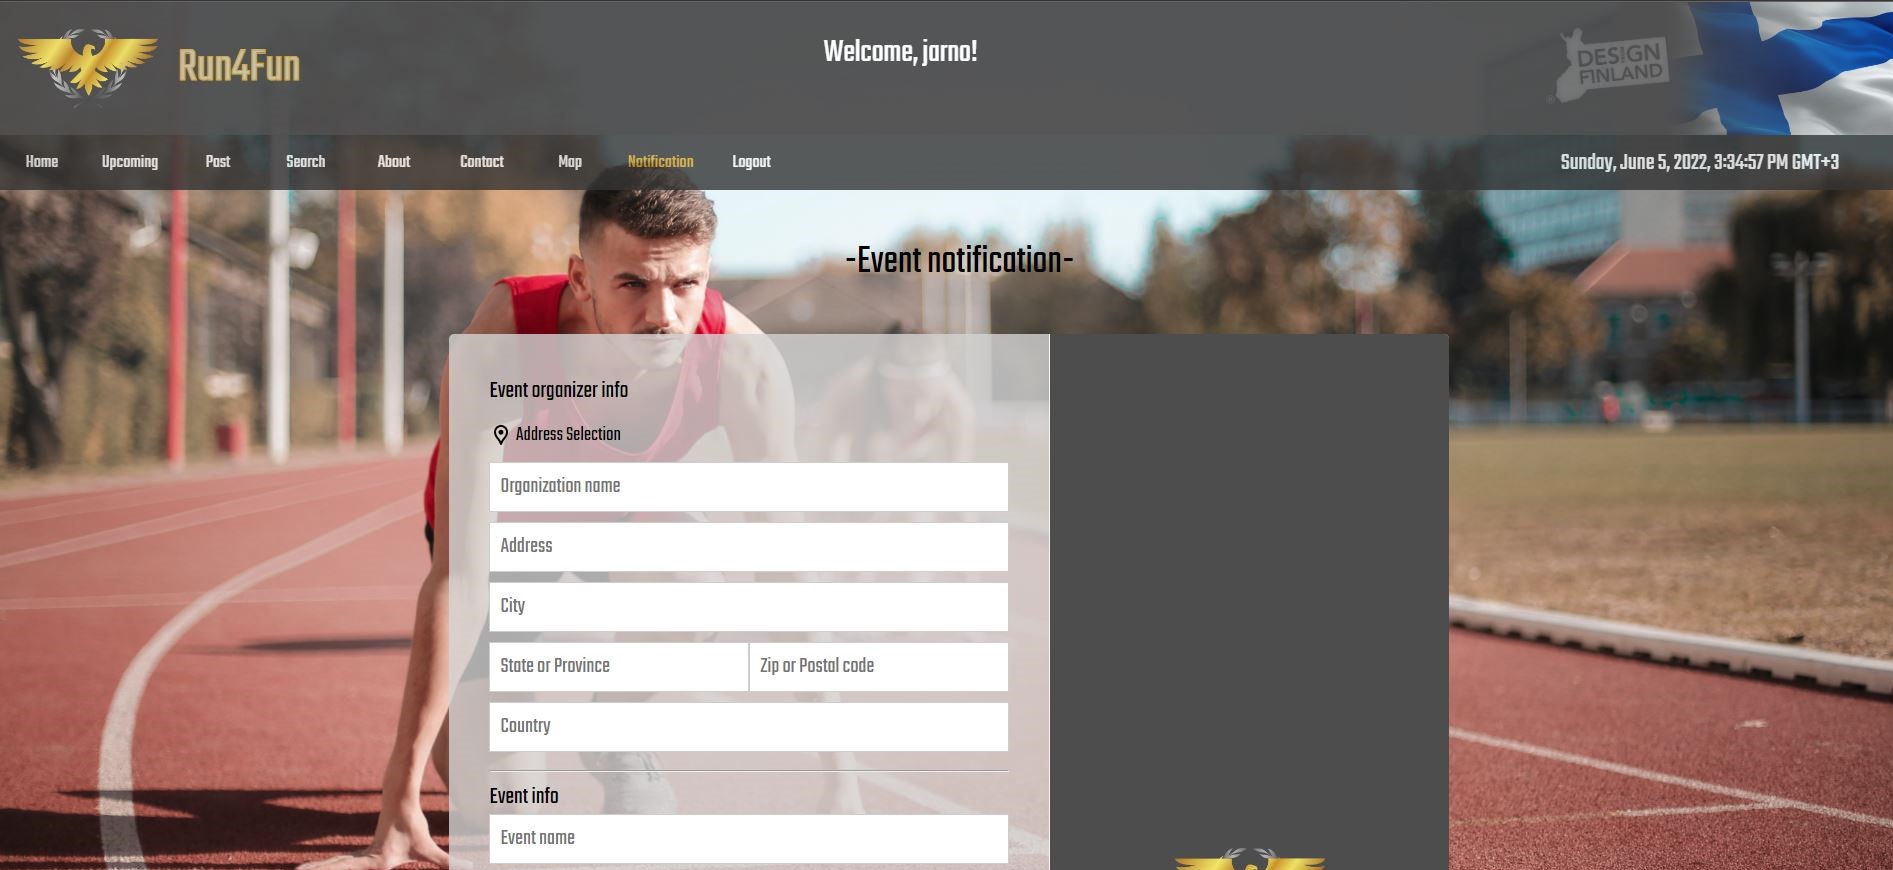 Run4Fun
Welcome, jarno!
DESIGN
FINLAND
Home Upcoming Past Search About Contact Map Notification Logout
Sunday, June 5, 2022, 3:34:57 PM GMT+3
-Event notification-
Event organizer info
Address Selection
Organization name
Address
City
State or Province Zip or Postal code
Country
Event info
Event name